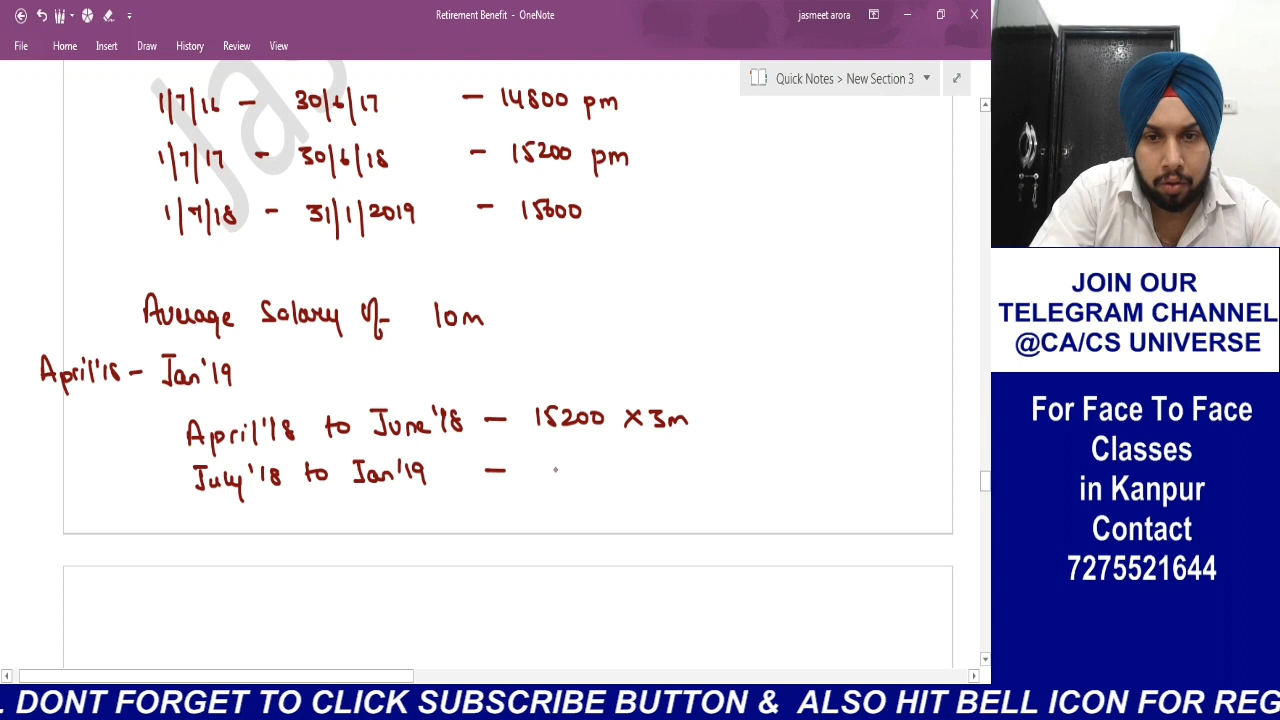 Retirement Benefit - OneNote
jasmeet arora
File Home Insert Draw History Review View
Quick Notes > New Section 3
Jas
1/7/16 - 30/6/17 - 14800 pm
1/7/17 - 30/6/18 - 15200 pm
1/7/18 - 31/1/2019 - 15600
Average Salary of 10m
April'18 - Jan'19
April'18 to June'18 - 15200 x 3m
July'18 to Jan'19 -
JOIN OUR
TELEGRAM CHANNEL
@CA/CS UNIVERSE
For Face To Face
Classes
in Kanpur
Contact
7275521644
. DONT FORGET TO CLICK SUBSCRIBE BUTTON & ALSO HIT BELL ICON FOR REG